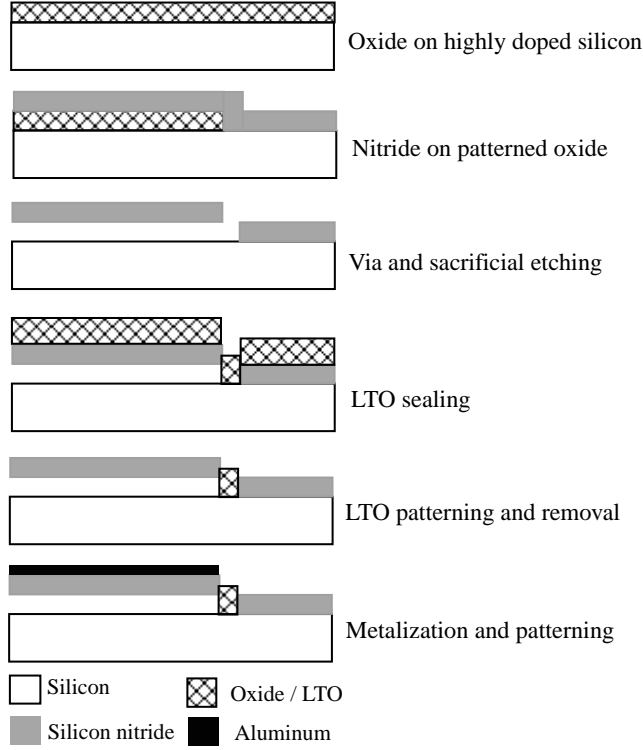 Oxide on highly doped silicon
Nitride on patterned oxide
Via and sacrificial etching
LTO sealing
LTO patterning and removal
Metalization and patterning
Silicon
Oxide / LTO
Silicon nitride
Aluminum